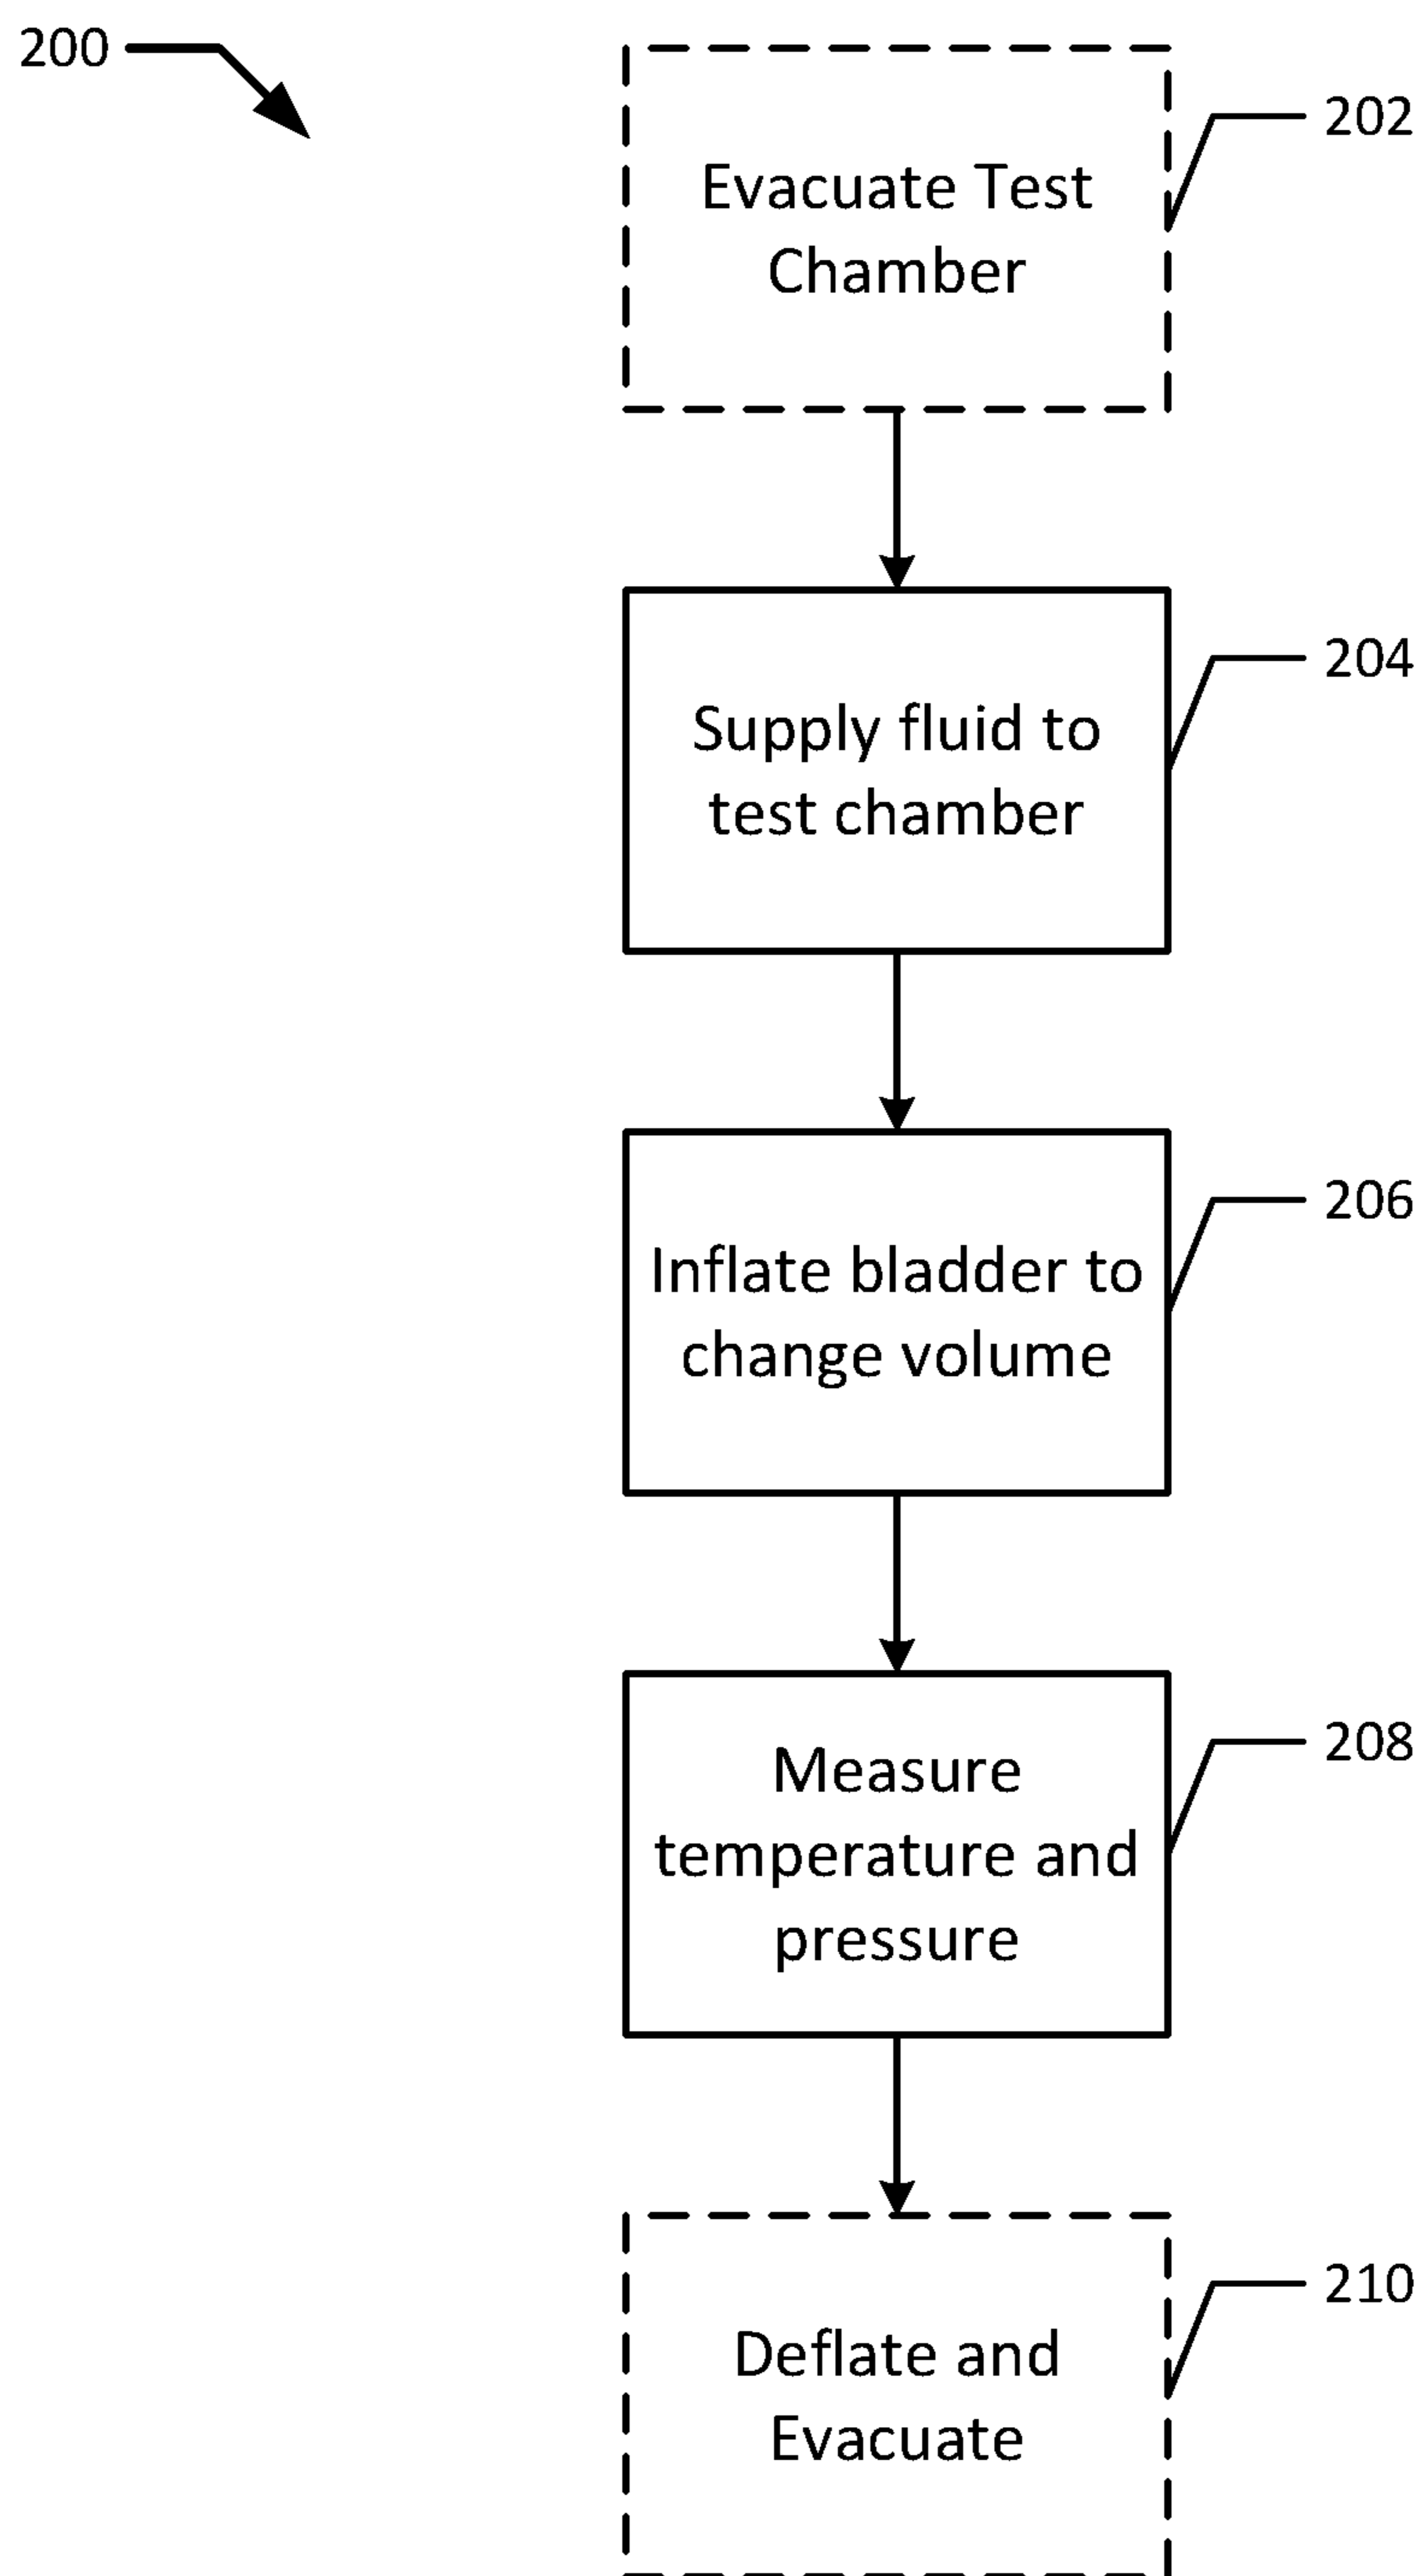 200
Evacuate Test
Chamber
202
Supply fluid to
test chamber
204
Inflate bladder to
change volume
206
Measure
temperature and
pressure
208
Deflate and
Evacuate
210